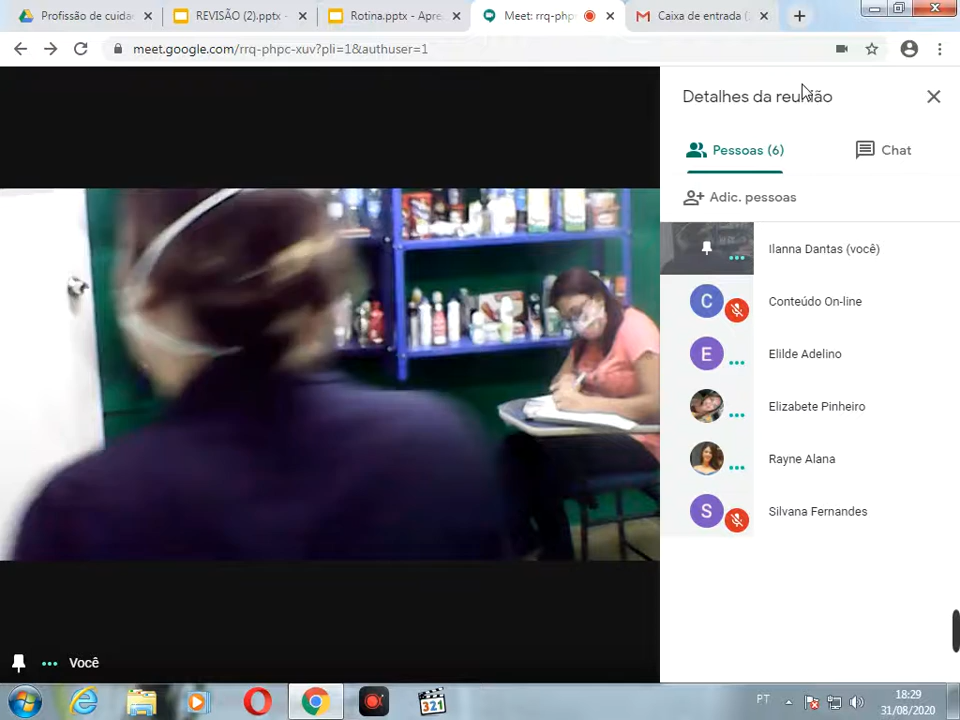 Profissão de cuida
REVISÃO (2).pptx -
Rotina.pptx - Apre
Meet: rrq-php
Caixa de entrada (
meet.google.com/rrq-phpc-xuv?pli=1&authuser=1
Detalhes da reunião
Pessoas (6)
Chat
Adic. pessoas
Ilanna Dantas (você)
C
Conteúdo On-line
E
Elilde Adelino
Elizabete Pinheiro
Rayne Alana
S
Silvana Fernandes
Você
321
PT
18:29
31/08/2020